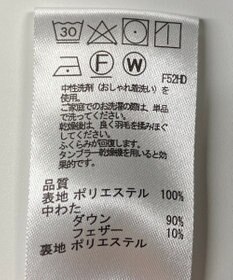 30
F W
F52HD
中性洗剤(おしゃれ着洗い)を
使用。
ご家庭でのお洗濯の際は、単品
で洗ってください。
乾燥後は、良く羽毛を揉みほぐ
してください。
ふくらみが回復します。
タンブラー乾燥機を用いると効
果的です。
品質
表地 ポリエステル 100%
中わた
ダウン 90%
フェザー 10%
裏地 ポリエステル